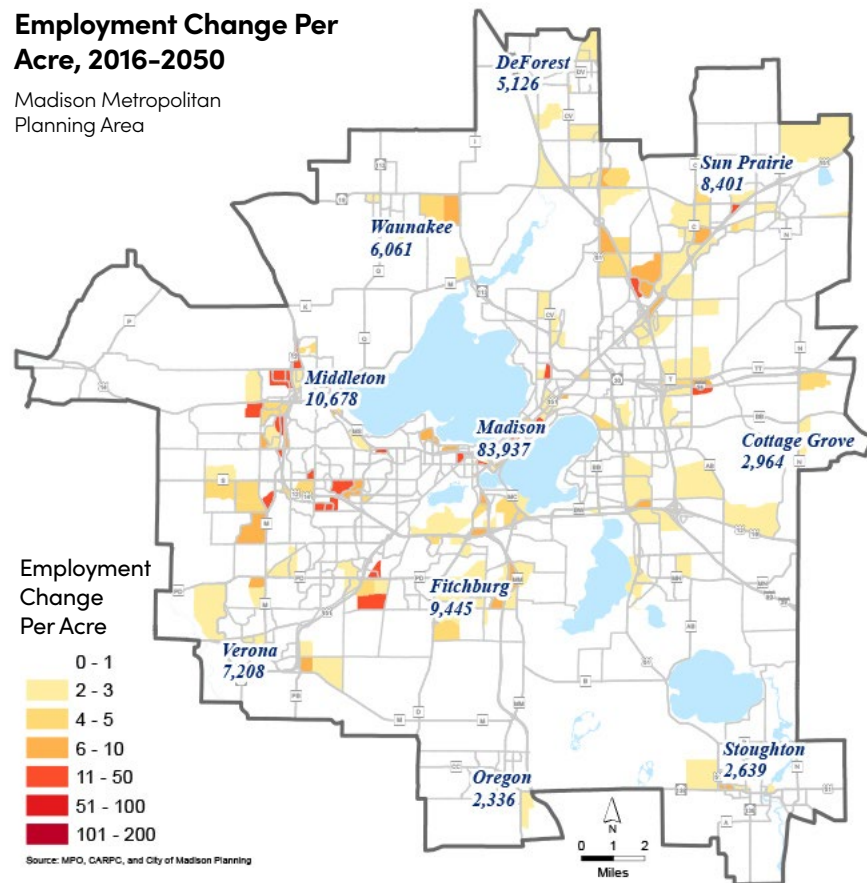 Employment Change Per
Acre, 2016-2050
Madison Metropolitan
Planning Area
DeForest
5,126
Sun Prairie
8,401
Waunakee
6,061
Middleton
10,678
Madison
83,937
Cottage Grove
2,964
Fitchburg
9,445
Verona
7,208
Oregon
2,336
Stoughton
2,639
Employment
Change
Per Acre
0 - 1
2 - 3
4 - 5
6 - 10
11 - 50
51 - 100
101 - 200
Source: MPO, CARPC, and City of Madison Planning
N
0 1 2
Miles